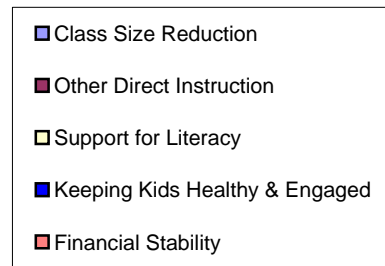 Class Size Reduction
Other Direct Instruction
Support for Literacy
Keeping Kids Healthy & Engaged
Financial Stability